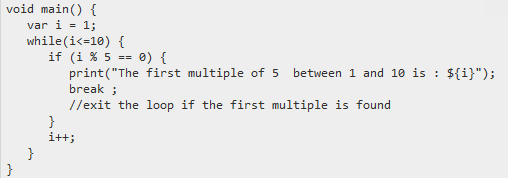 void main() {
   var i = 1;
   while(i<=10) {
      if (i % 5 == 0) {
         print("The first multiple of 5  between 1 and 10 is : ${i}");
         break ;
         //exit the loop if the first multiple is found
      }
      i++;
   }
}